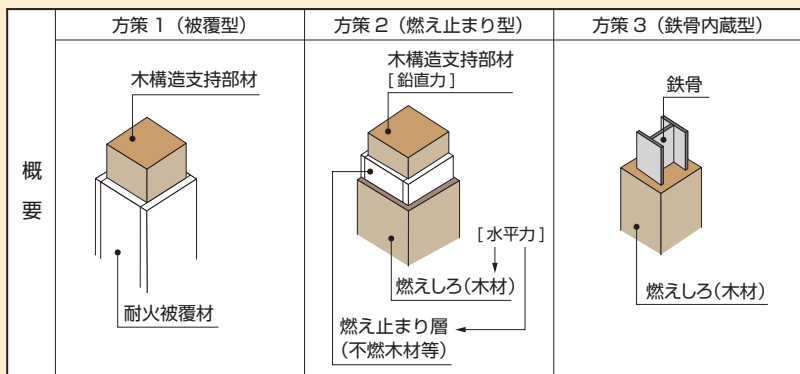 方策 1（被覆型）
方策 2（燃え止まり型）
方策 3（鉄骨内蔵型）
概要
木構造支持部材
耐火被覆材
木構造支持部材
［鉛直力］
［水平力］
燃えしろ（木材）
燃え止まり層
（不燃木材等）
鉄骨
燃えしろ（木材）